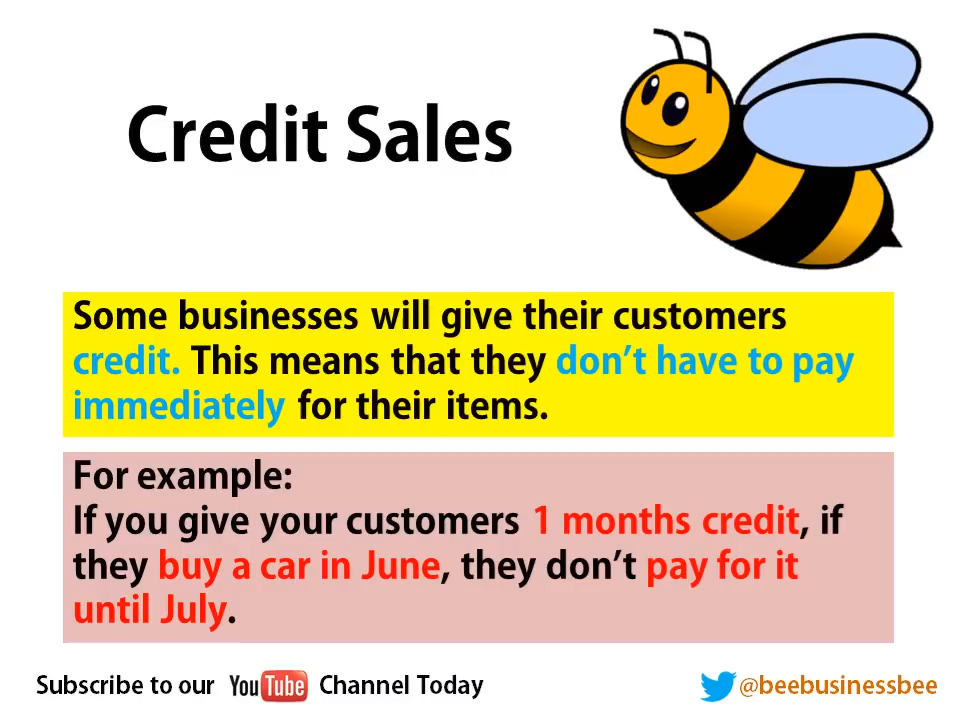 Credit Sales
Some businesses will give their customers
credit. This means that they don’t have to pay
immediately for their items.
For example:
If you give your customers 1 months credit, if
they buy a car in June, they don’t pay for it
until July.
Subscribe to our YouTube Channel Today
@beebusinessbee